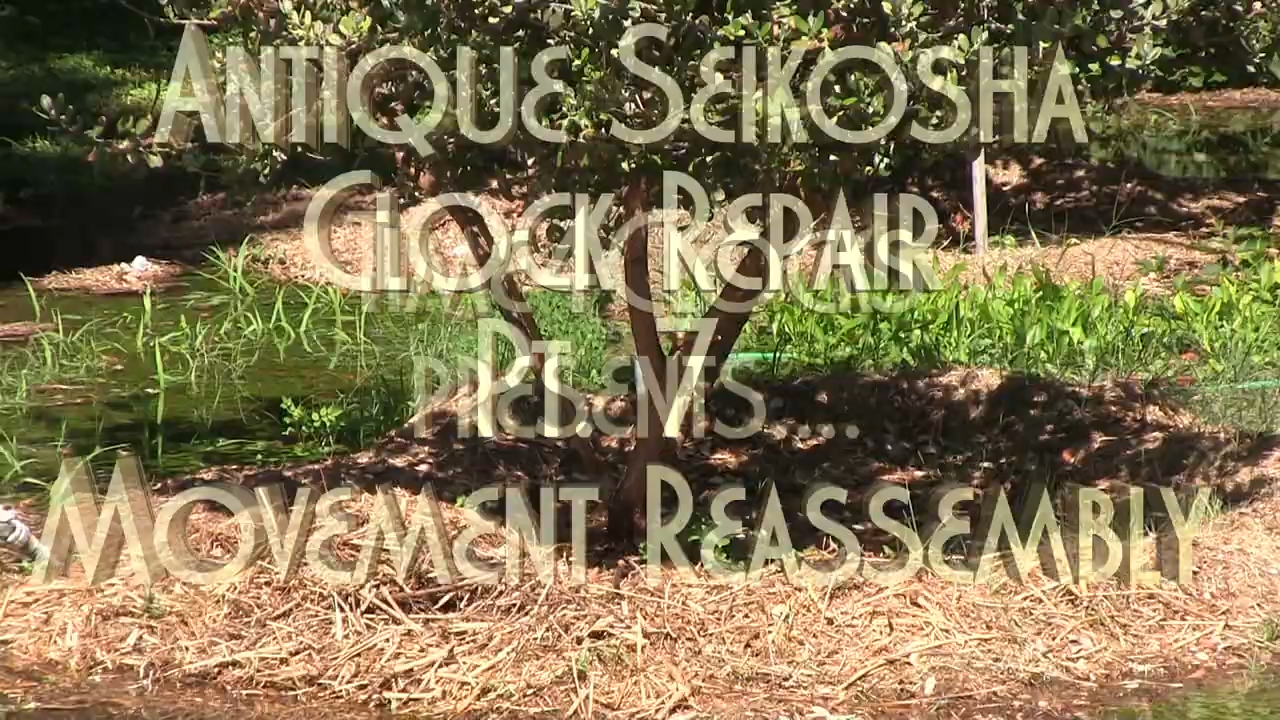 Antique Seikosha
Clock Repair
Pt. 7
presents ...
Movement Reassembly